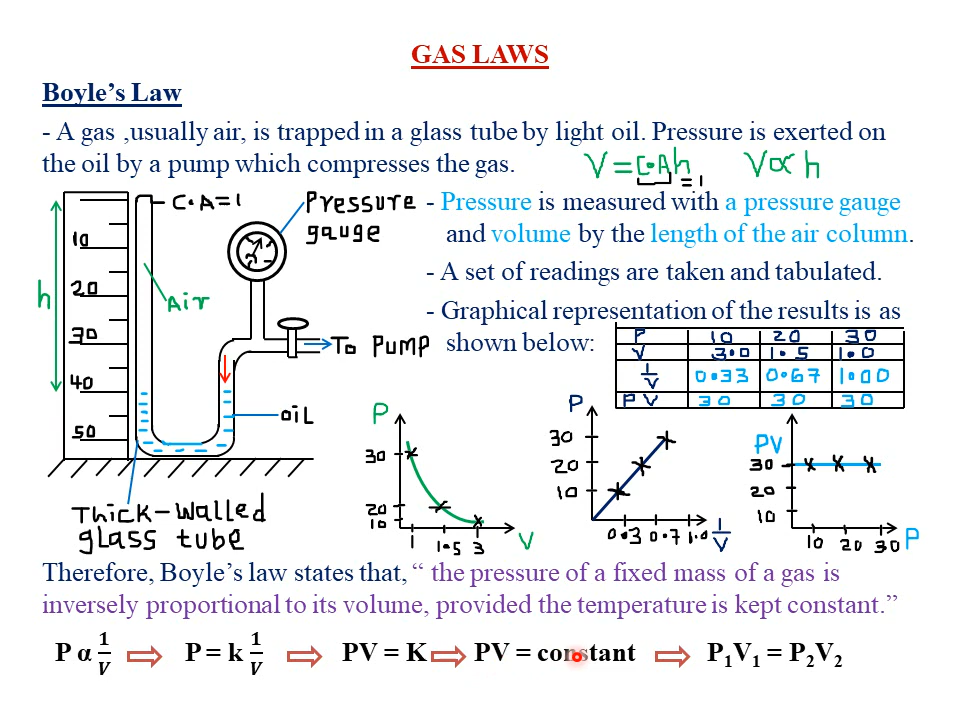 GAS LAWS
Boyle’s Law
- A gas ,usually air, is trapped in a glass tube by light oil. Pressure is exerted on
the oil by a pump which compresses the gas.
V = C·Ah
= 1
V∝ h
C·A=1
Pressure
gauge
- Pressure is measured with a pressure gauge
and volume by the length of the air column.
- A set of readings are taken and tabulated.
- Graphical representation of the results is as
shown below:
h
10
20
30
40
50
Air
To Pump
oil
Thick-walled
glass tube
P 10 20 30
V 3.0 1.5 1.0
1/V 0.33 0.67 1.00
PV 30 30 30
P
30
20
10
1 1.5 3 V
P
30
20
10
0.3 0.7 1.0 1/V
PV
30
20
10
10 20 30 P
Therefore, Boyle’s law states that, “ the pressure of a fixed mass of a gas is
inversely proportional to its volume, provided the temperature is kept constant.”
P α 1/V ⇨ P = k 1/V ⇨ PV = K ⇨ PV = constant ⇨ P₁V₁ = P₂V₂